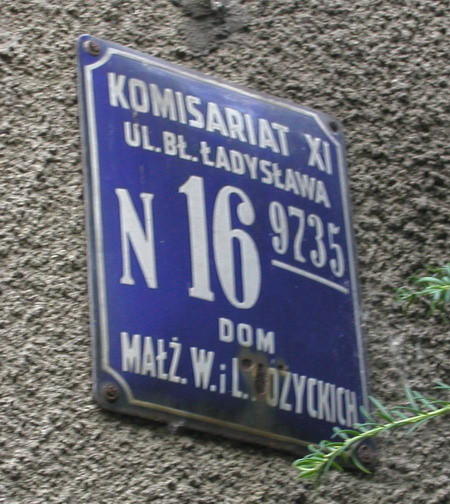 KOMISARIAT XI
UL.BŁ.ŁADYSŁAWA
N 16 9735
DOM
MAŁŻ. W. i L.